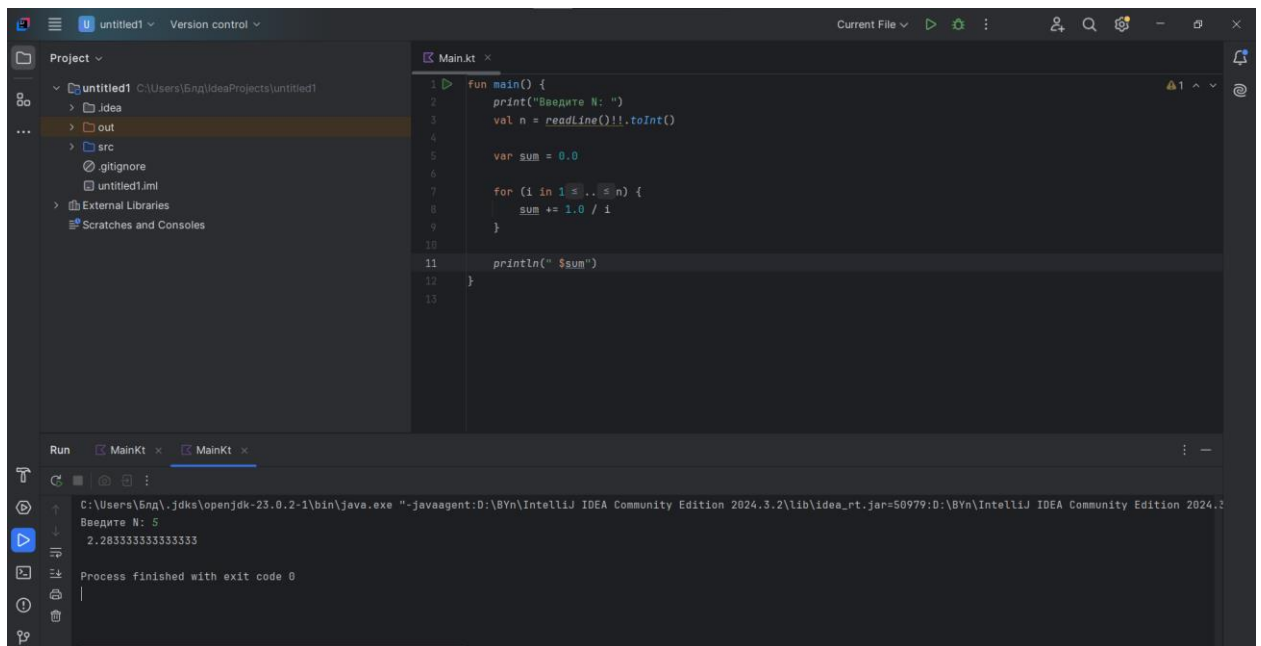 U untitled1 Version control Current File
Project
Main.kt
untitled1 C:\Users\Бпд\IdeaProjects\untitled1
.idea
out
src
.gitignore
untitled1.iml
External Libraries
Scratches and Consoles
1 fun main() {
2 print("Введите N: ")
3 val n = readLine()!!.toInt()
4
5 var sum = 0.0
6
7 for (i in 1 ≤ .. ≤ n) {
8 sum += 1.0 / i
9 }
10
11 println(" $sum")
12 }
13
1
Run MainKt MainKt
C:\Users\Бпд\.jdks\openjdk-23.0.2-1\bin\java.exe "-javaagent:D:\BYn\IntelliJ IDEA Community Edition 2024.3.2\lib\idea_rt.jar=50979:D:\BYn\IntelliJ IDEA Community Edition 2024.3
Введите N: 5
2.283333333333333
Process finished with exit code 0